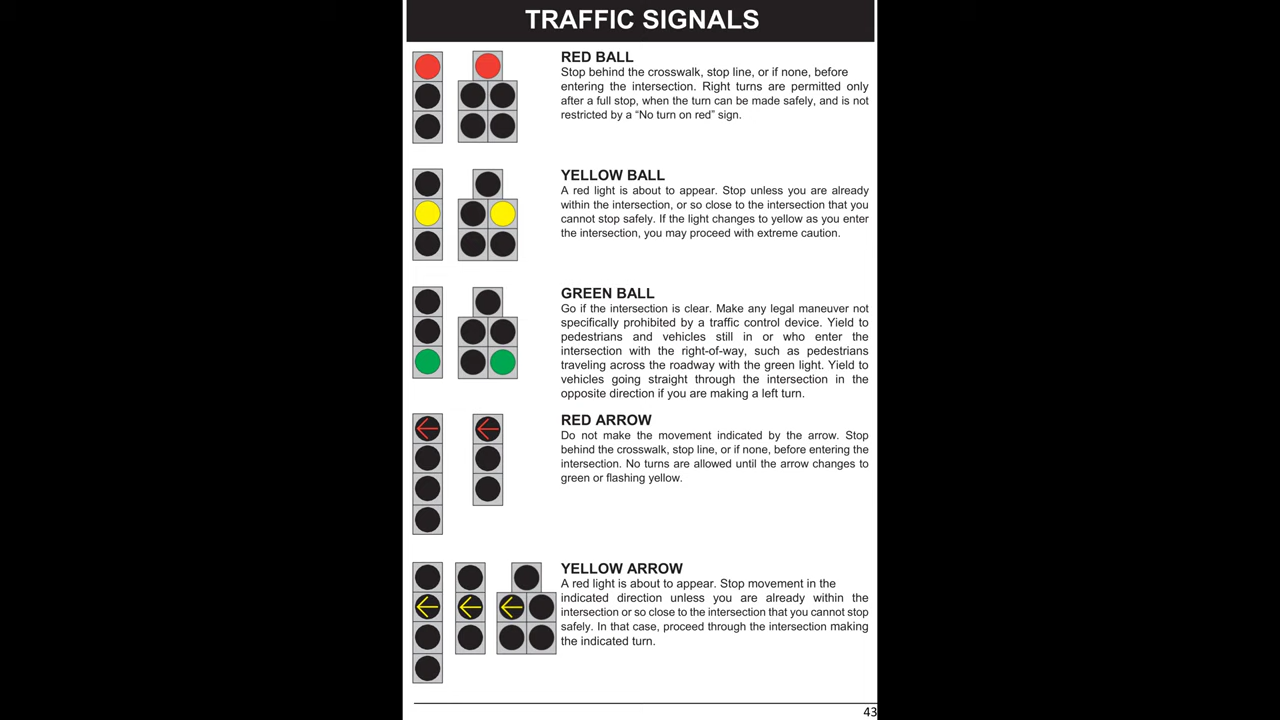 TRAFFIC SIGNALS
RED BALL
Stop behind the crosswalk, stop line, or if none, before
entering the intersection. Right turns are permitted only
after a full stop, when the turn can be made safely, and is not
restricted by a “No turn on red” sign.
YELLOW BALL
A red light is about to appear. Stop unless you are already
within the intersection, or so close to the intersection that you
cannot stop safely. If the light changes to yellow as you enter
the intersection, you may proceed with extreme caution.
GREEN BALL
Go if the intersection is clear. Make any legal maneuver not
specifically prohibited by a traffic control device. Yield to
pedestrians and vehicles still in or who enter the
intersection with the right-of-way, such as pedestrians
traveling across the roadway with the green light. Yield to
vehicles going straight through the intersection in the
opposite direction if you are making a left turn.
RED ARROW
Do not make the movement indicated by the arrow. Stop
behind the crosswalk, stop line, or if none, before entering the
intersection. No turns are allowed until the arrow changes to
green or flashing yellow.
YELLOW ARROW
A red light is about to appear. Stop movement in the
indicated direction unless you are already within the
intersection or so close to the intersection that you cannot stop
safely. In that case, proceed through the intersection making
the indicated turn.
43